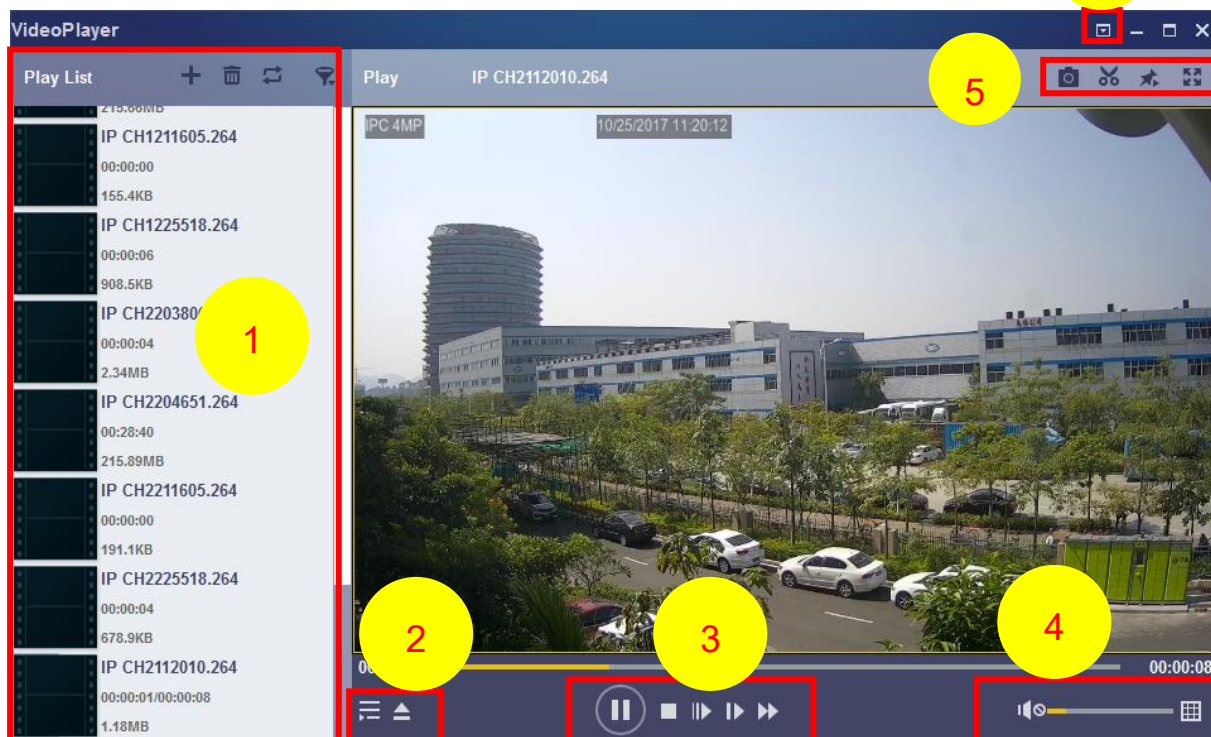 VideoPlayer
Play List
Play
IP CH2112010.264
5
215.66MB
IP CH1211605.264
00:00:00
155.4KB
IP CH1225518.264
00:00:06
908.5KB
IP CH220380
00:00:04
2.34MB
1
IP CH2204651.264
00:28:40
215.89MB
IP CH2211605.264
00:00:00
191.1KB
IP CH2225518.264
00:00:04
678.9KB
IP CH2112010.264
00:00:01/00:00:08
1.18MB
IPC 4MP
10/25/2017 11:20:12
2
3
4
00:00:08